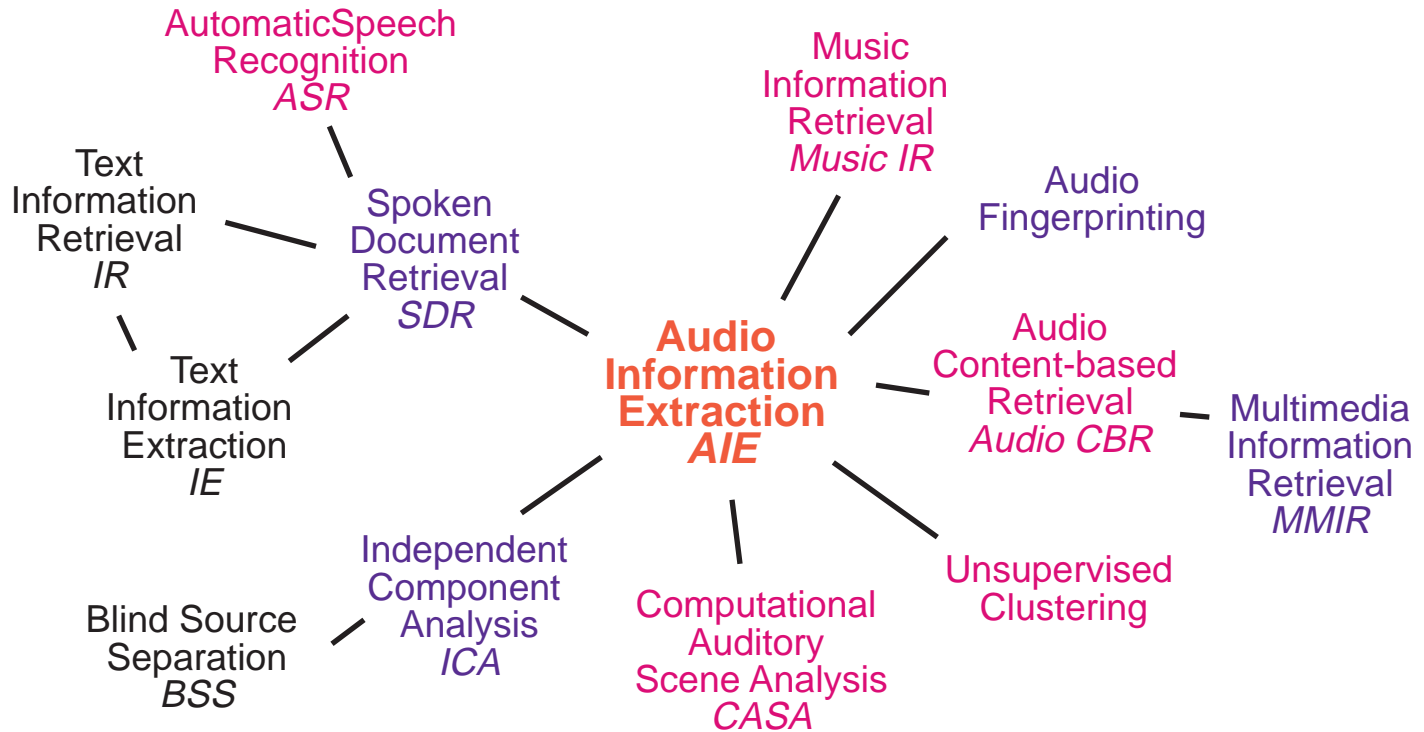 AutomaticSpeech
Recognition
ASR
Music
Information
Retrieval
Music IR
Text
Information
Retrieval
IR
Spoken
Document
Retrieval
SDR
Audio
Fingerprinting
Audio
Information
Extraction
AIE
Audio
Content-based
Retrieval
Audio CBR
Multimedia
Information
Retrieval
MMIR
Text
Information
Extraction
IE
Independent
Component
Analysis
ICA
Unsupervised
Clustering
Blind Source
Separation
BSS
Computational
Auditory
Scene Analysis
CASA